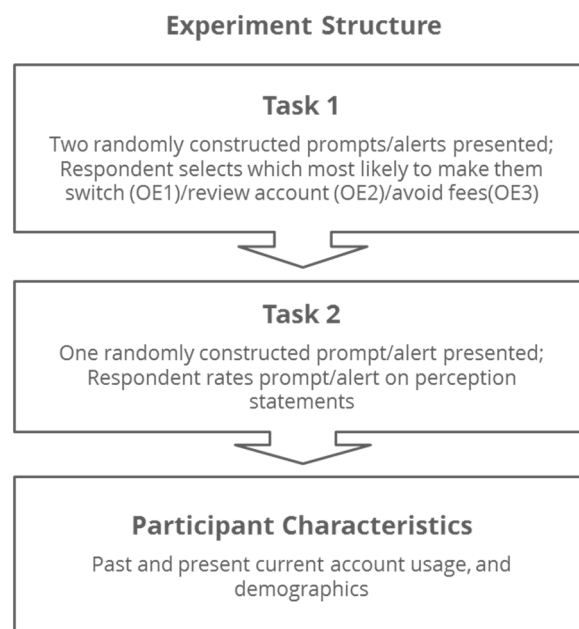 Experiment Structure
Task 1
Two randomly constructed prompts/alerts presented;
Respondent selects which most likely to make them
switch (OE1)/review account (OE2)/avoid fees(OE3)
Task 2
One randomly constructed prompt/alert presented;
Respondent rates prompt/alert on perception
statements
Participant Characteristics
Past and present current account usage, and
demographics